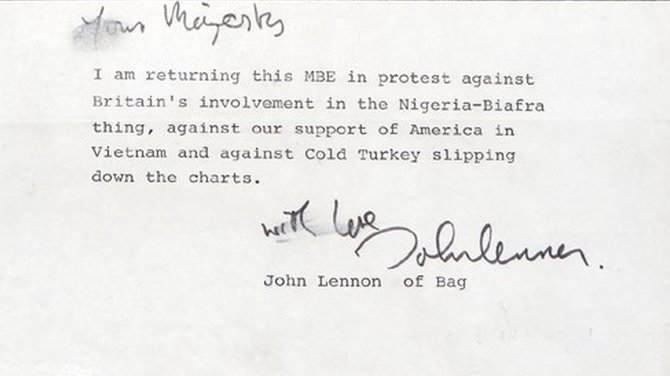 Your Majesty
I am returning this MBE in protest against
Britain's involvement in the Nigeria-Biafra
thing, against our support of America in
Vietnam and against Cold Turkey slipping
down the charts.
with love
John Lennon.
John Lennon of Bag